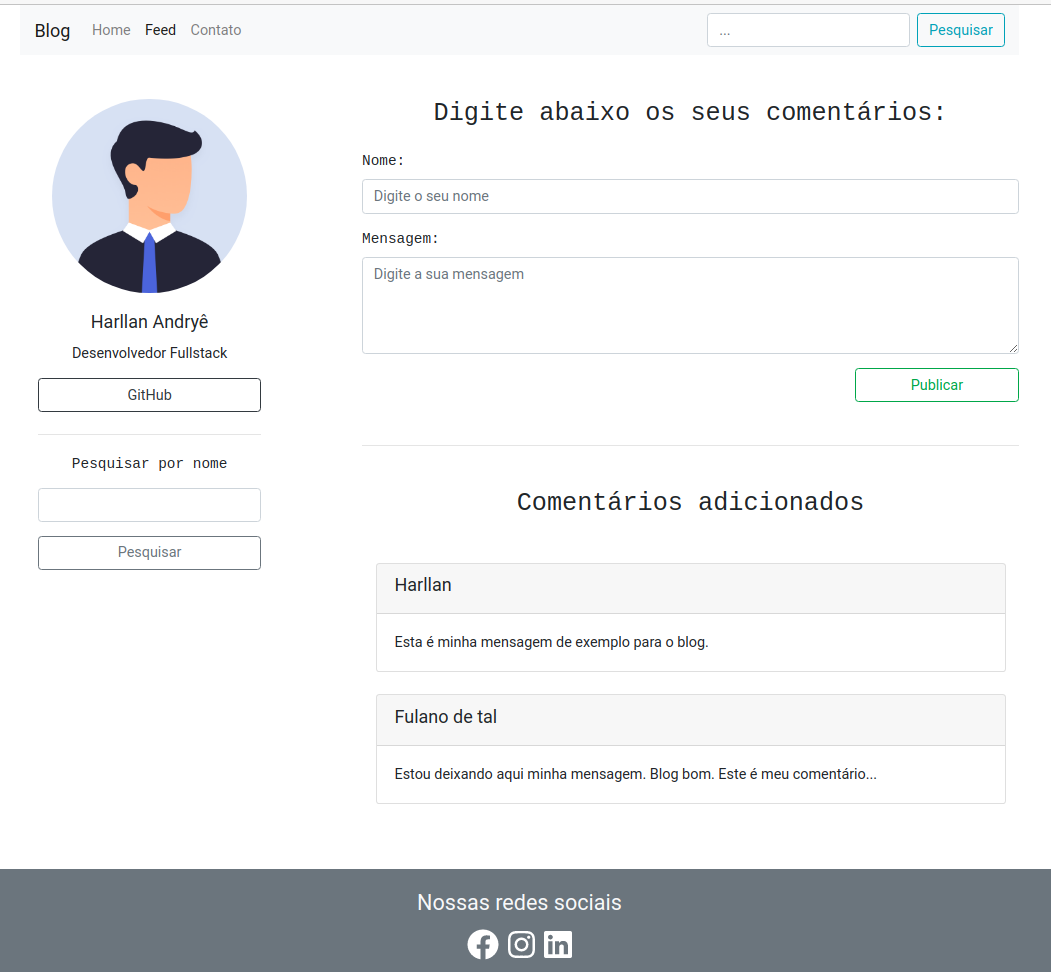 Blog Home Feed Contato ... Pesquisar
Harllan Andryê
Desenvolvedor Fullstack
GitHub
Pesquisar por nome
Pesquisar
Digite abaixo os seus comentários:
Nome:
Digite o seu nome
Mensagem:
Digite a sua mensagem
Publicar
Comentários adicionados
Harllan
Esta é minha mensagem de exemplo para o blog.
Fulano de tal
Estou deixando aqui minha mensagem. Blog bom. Este é meu comentário...
Nossas redes sociais